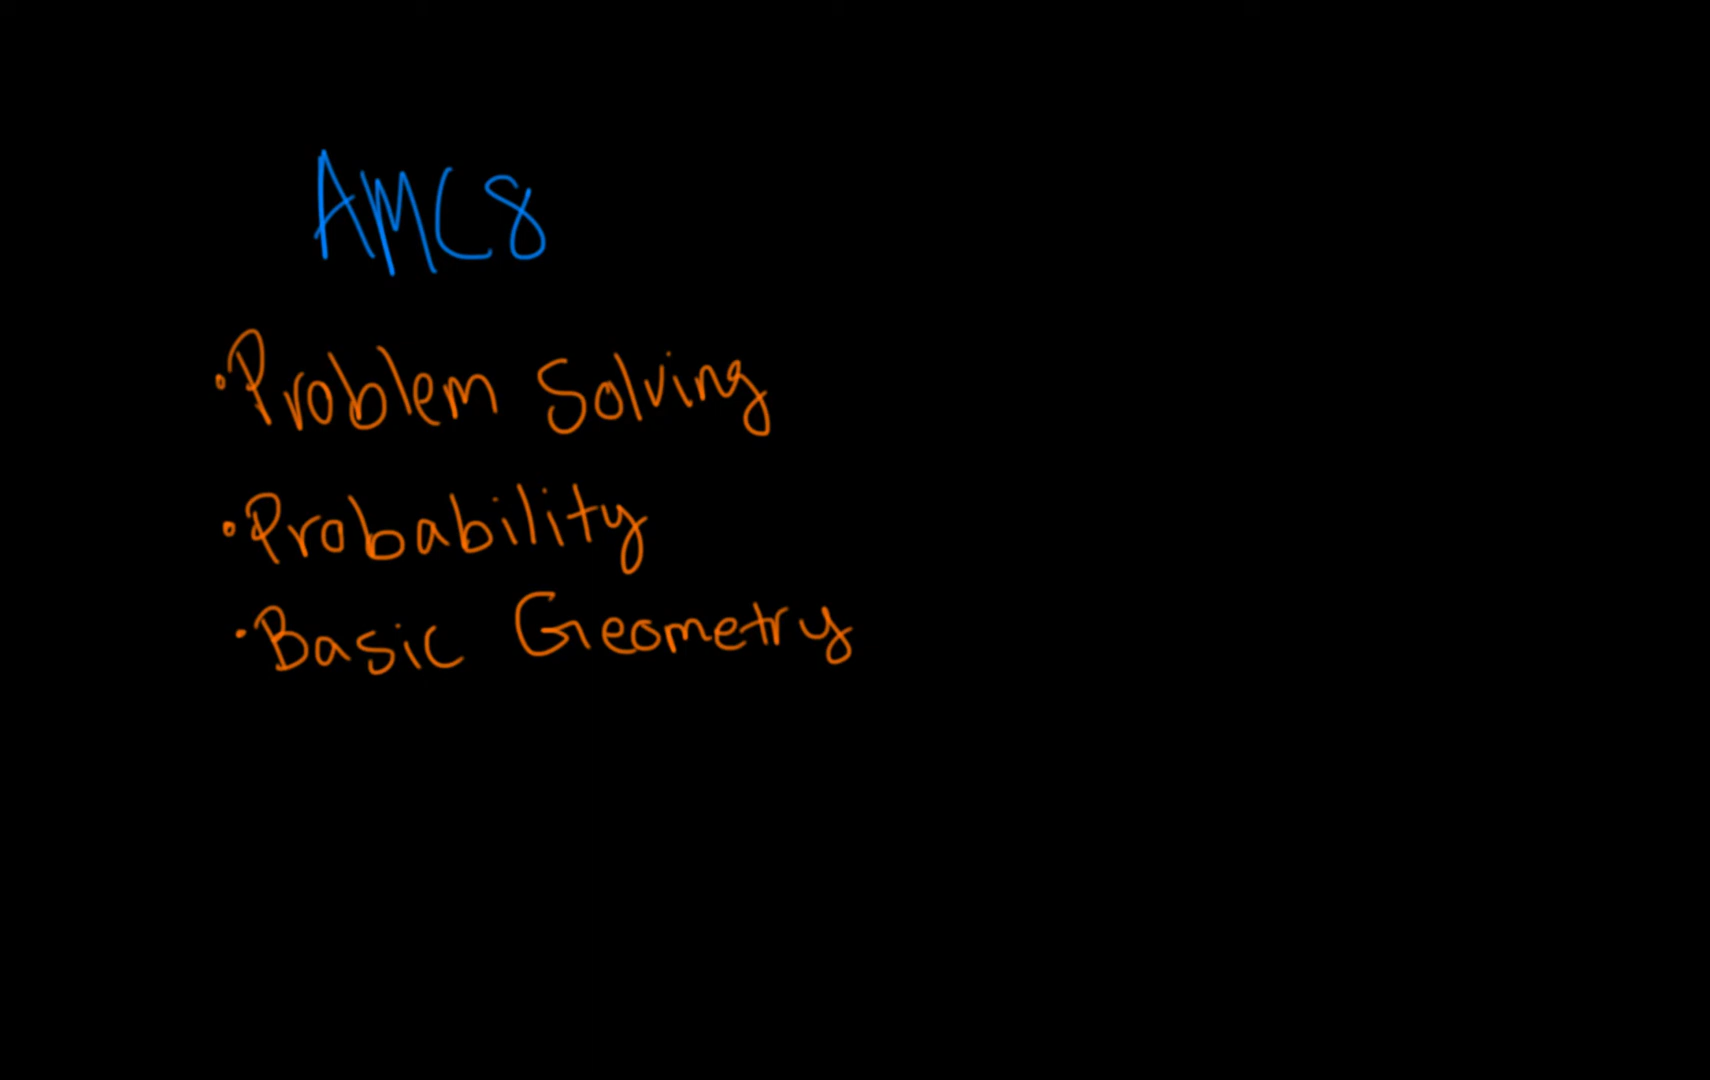 AMC8
• Problem Solving
• Probability
• Basic Geometry